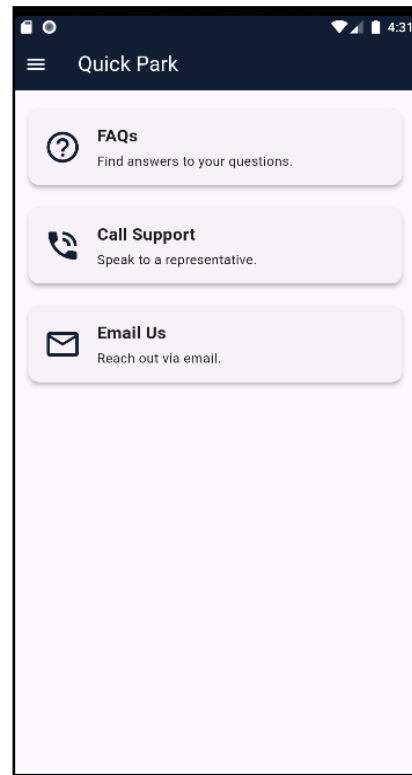 4:31
Quick Park
FAQs
Find answers to your questions.
Call Support
Speak to a representative.
Email Us
Reach out via email.